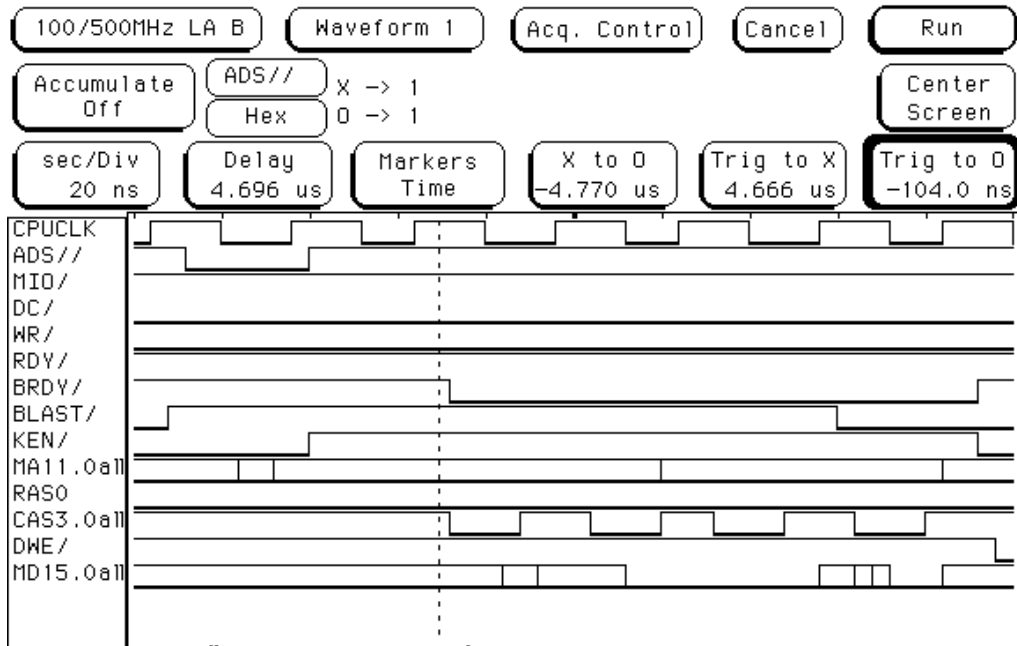 100/500MHz LA B Waveform 1 Acq. Control Cancel Run
Accumulate Off ADS// X -> 1 Center Screen
Hex O -> 1
sec/Div Delay Markers X to O Trig to X Trig to O
20 ns 4.696 us Time -4.770 us 4.666 us -104.0 ns
CPUCLK
ADS//
MIO/
DC/
WR/
RDY/
BRDY/
BLAST/
KEN/
MA11.0all
RAS0
CAS3.0all
DWE/
MD15.0all